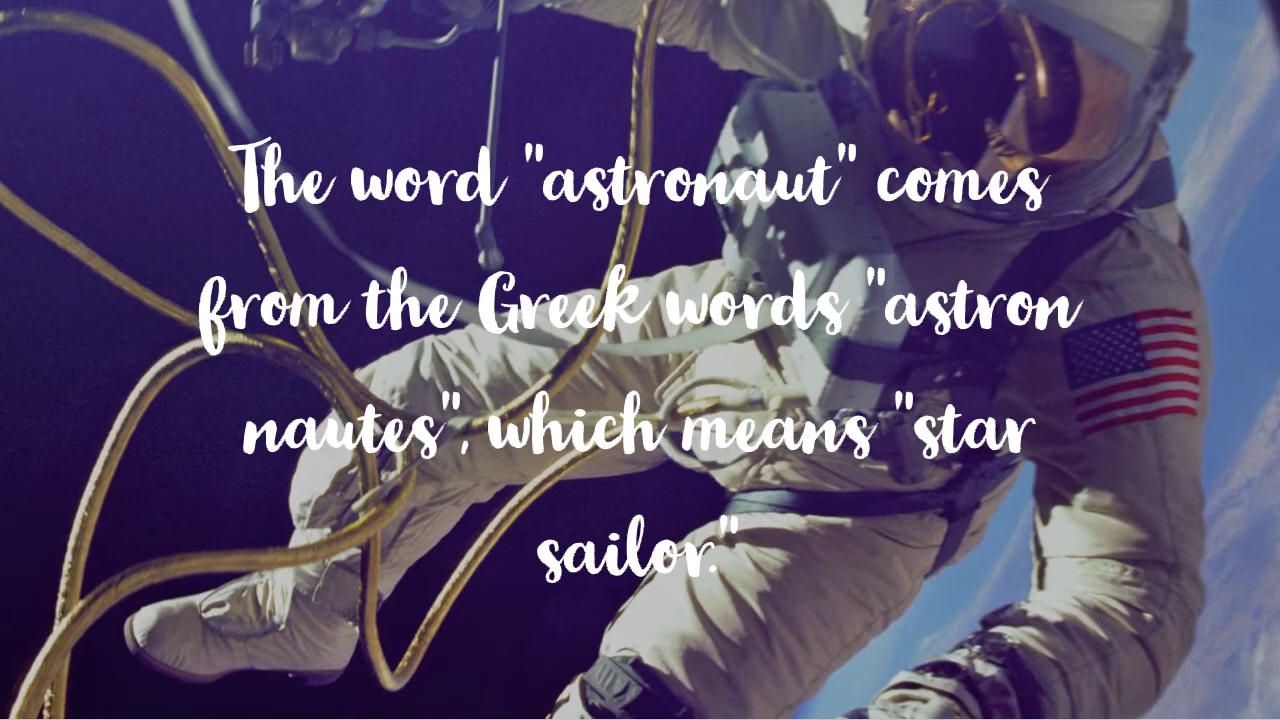 The word "astronaut" comes
from the Greek words "astron
nautes", which means "star
sailor."